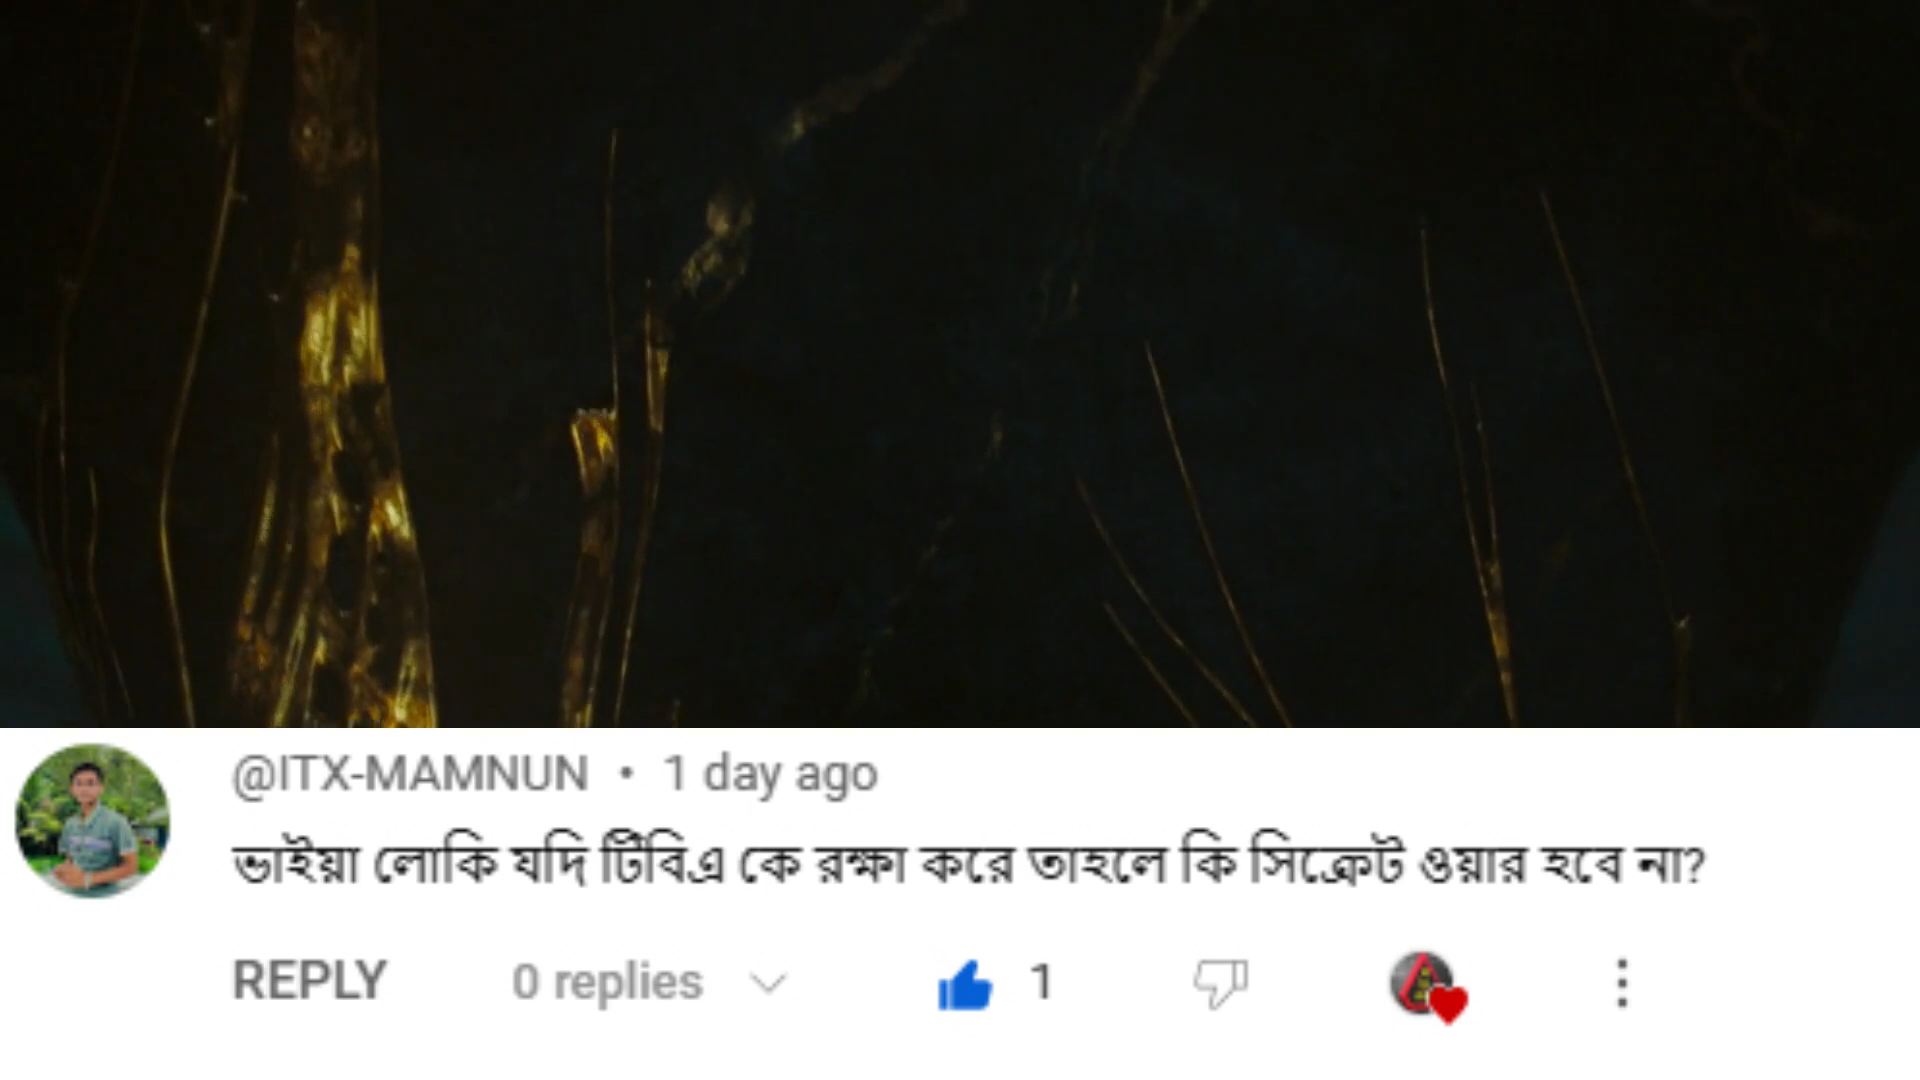 @ITX-MAMNUN • 1 day ago
ভাইয়া লোকি যদি টিবিএ কে রক্ষা করে তাহলে কি সিক্রেট ওয়ার হবে না?
REPLY 0 replies 1